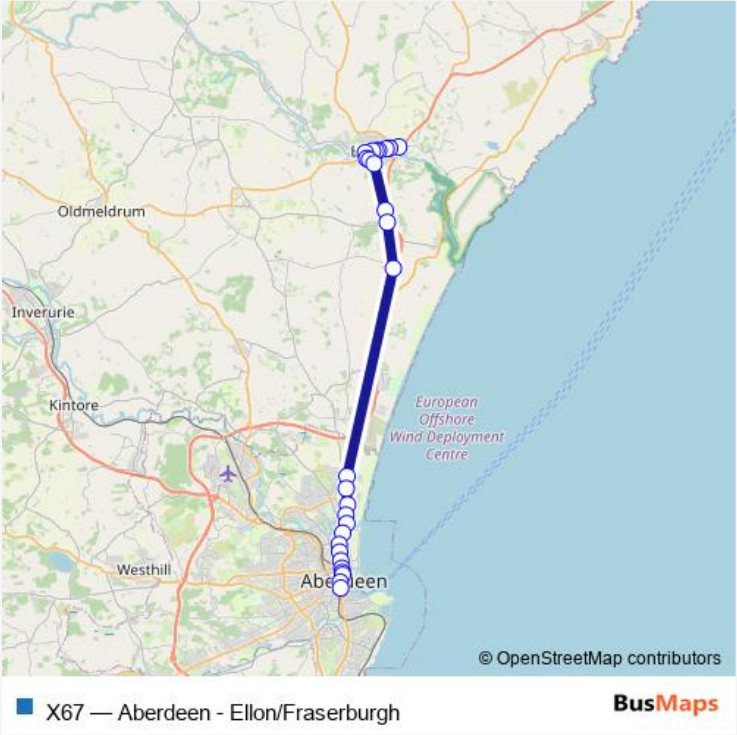 Oldmeldrum
Inverurie
Kintore
European
Offshore
Wind Deployment
Centre
Westhill
Aberdeen
© OpenStreetMap contributors
X67 — Aberdeen - Ellon/Fraserburgh
BusMaps